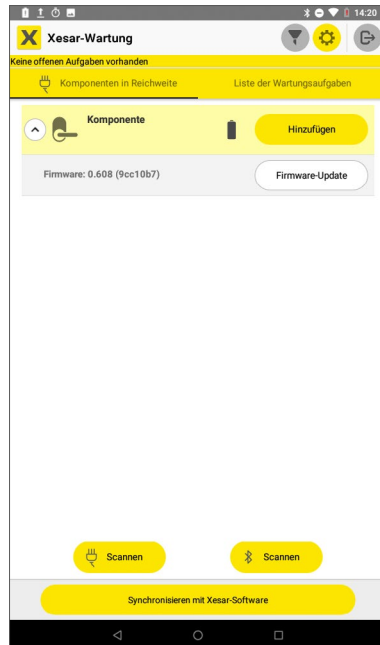 14:20
Xesar-Wartung
Keine offenen Aufgaben vorhanden
Komponenten in Reichweite
Liste der Wartungsaufgaben
Komponente
Hinzufügen
Firmware: 0.608 (9cc10b7)
Firmware-Update
Scannen
Scannen
Synchronisieren mit Xesar-Software